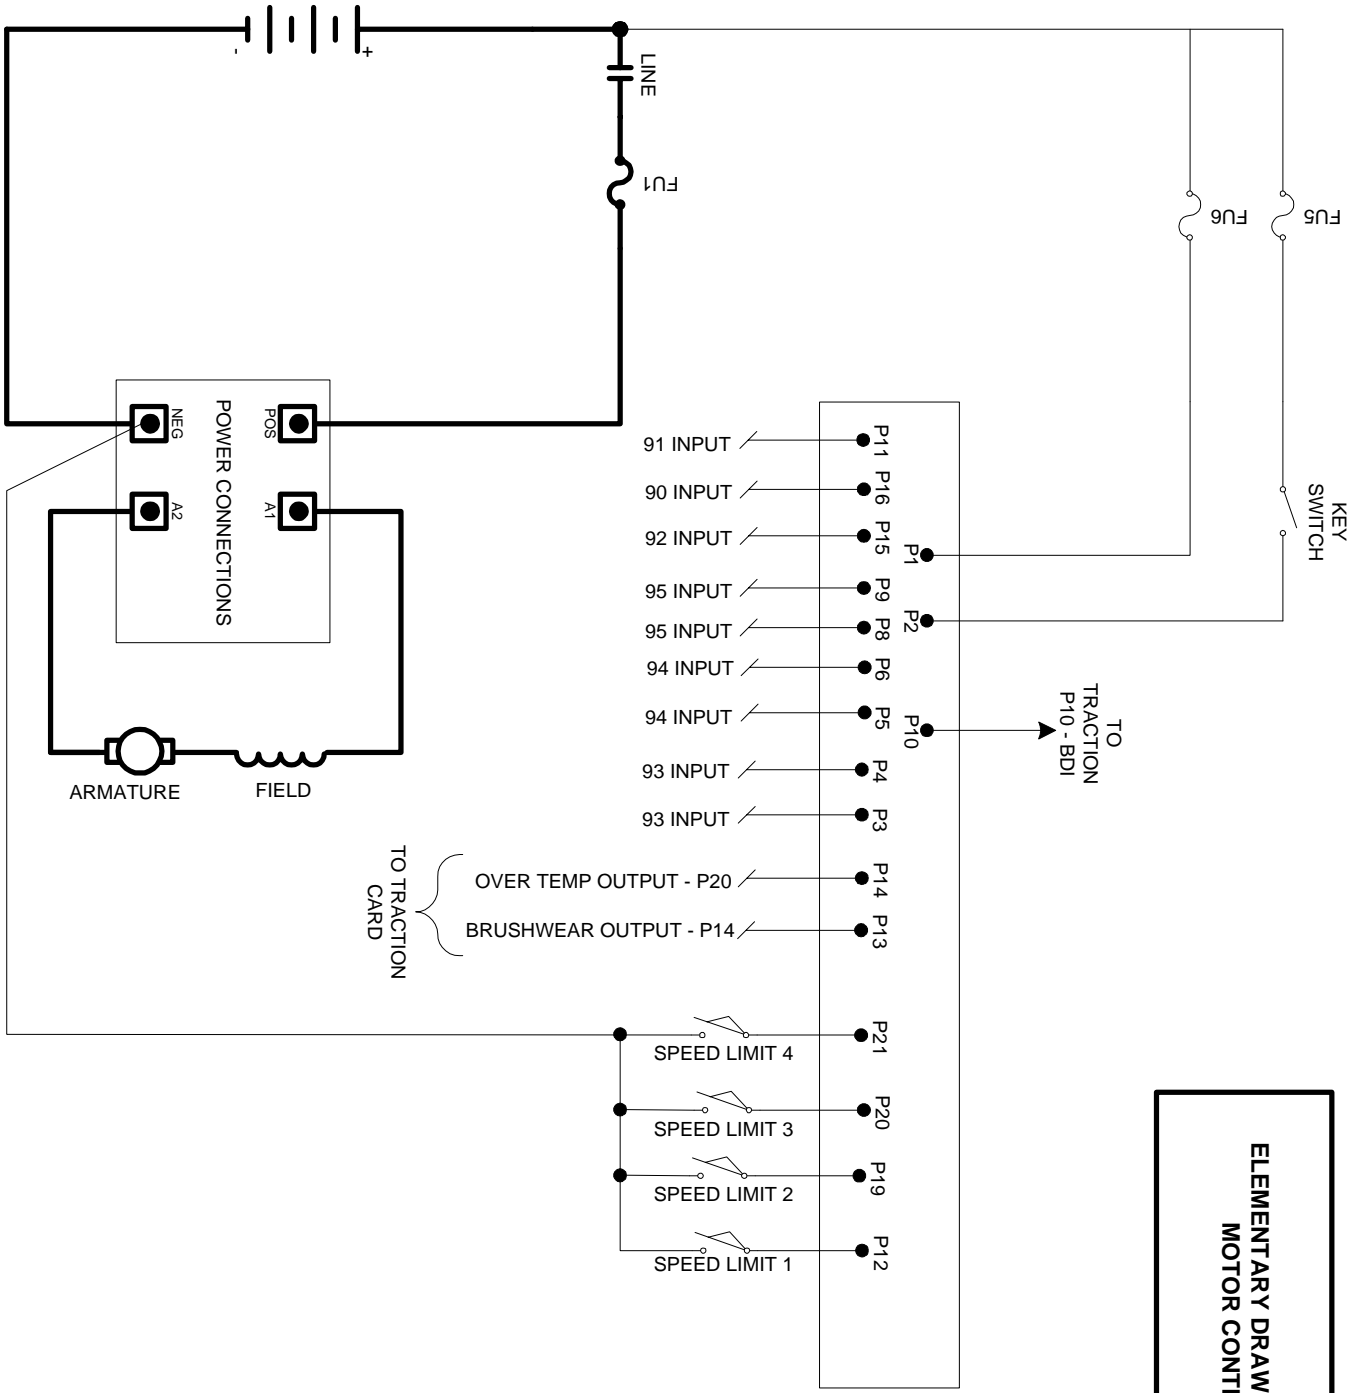 -
+
LINE
FU1
FU6
FU5
KEY
SWITCH
NEG
POS
POWER CONNECTIONS
A2
A1
ARMATURE
FIELD
91 INPUT
P11
90 INPUT
P16
92 INPUT
P15
P1
95 INPUT
P9
P2
95 INPUT
P8
94 INPUT
P6
94 INPUT
P5
P10
TO
TRACTION
P10 - BDI
93 INPUT
P4
93 INPUT
P3
TO TRACTION
CARD
OVER TEMP OUTPUT - P20
P14
BRUSHWEAR OUTPUT - P14
P13
P21
SPEED LIMIT 4
P20
SPEED LIMIT 3
P19
SPEED LIMIT 2
P12
SPEED LIMIT 1
ELEMENTARY DRAW
MOTOR CONT